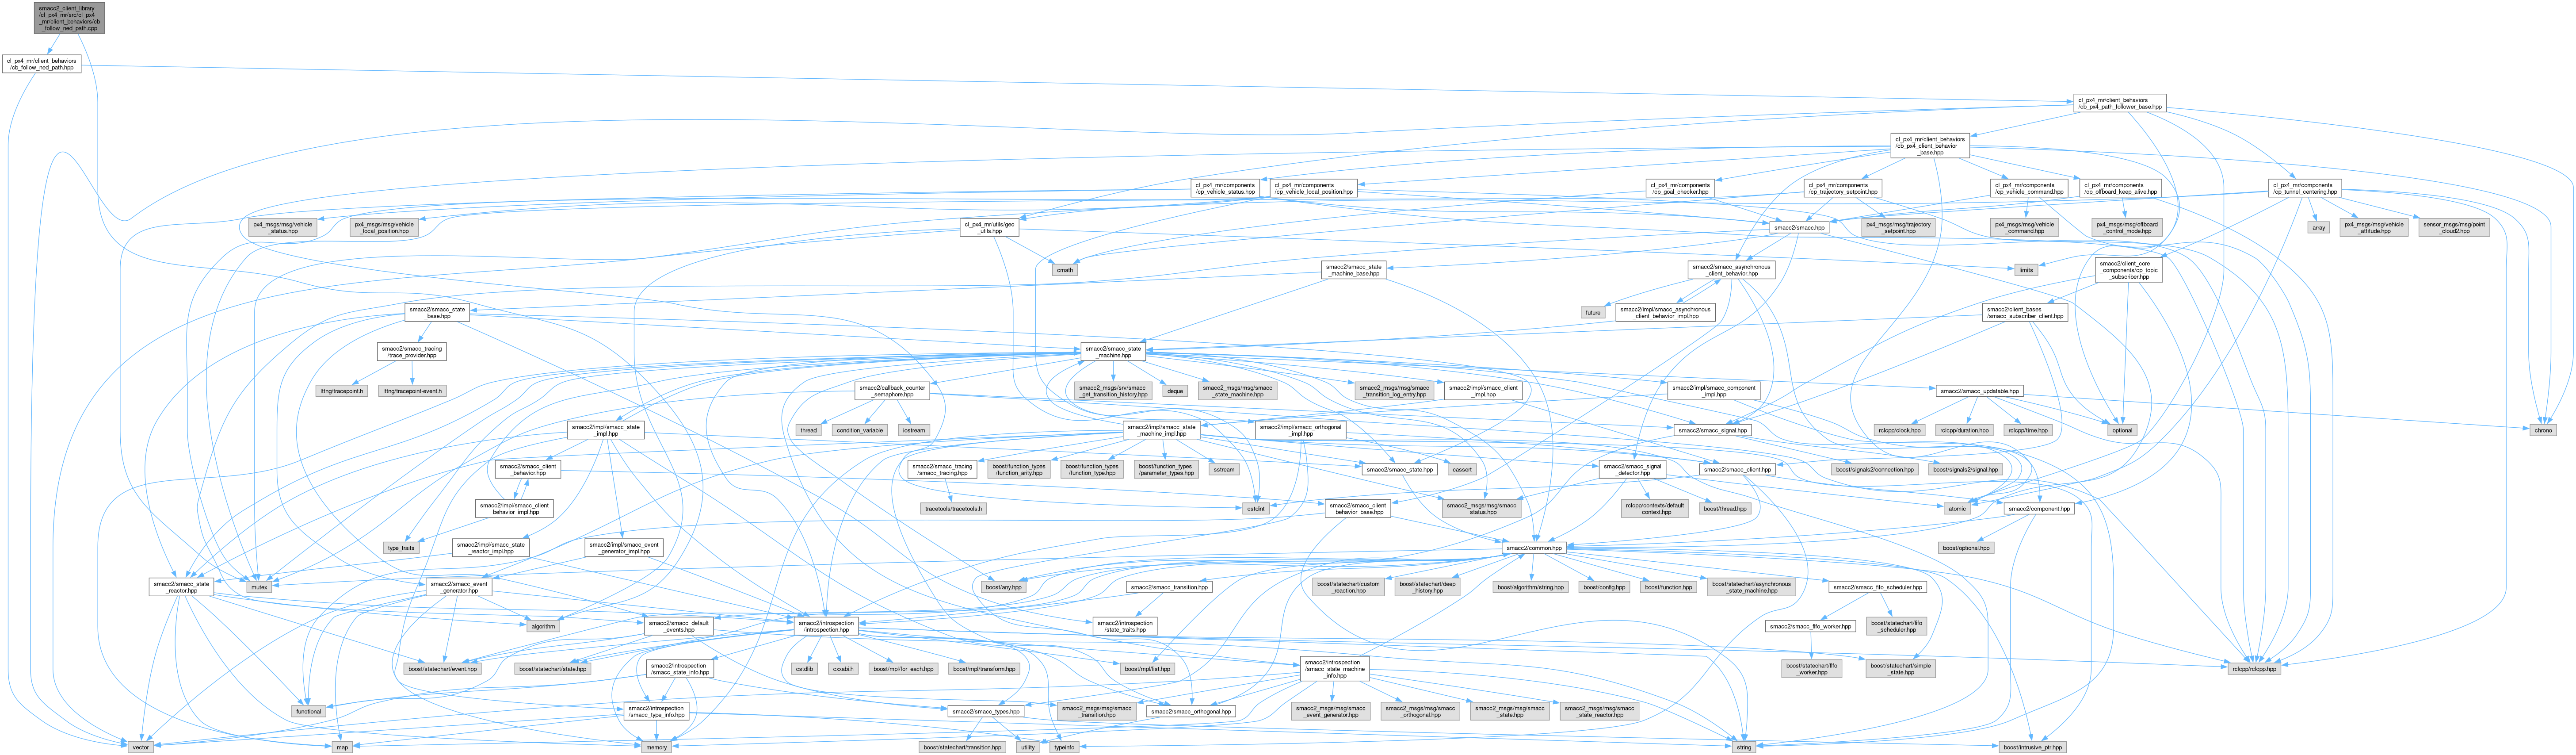 smacc2_client_library
/cl_px4_mr/src/cl_px4
_mr/client_behaviors/cb
_follow_ned_path.cpp
cl_px4_mr/client_behaviors
/cb_follow_ned_path.hpp
cl_px4_mr/client_behaviors
/cb_px4_path_follower_base.hpp
cl_px4_mr/client_behaviors
/cb_px4_client_behavior
_base.hpp
cl_px4_mr/components
/cp_vehicle_status.hpp
cl_px4_mr/components
/cp_vehicle_local_position.hpp
cl_px4_mr/components
/cp_goal_checker.hpp
cl_px4_mr/components
/cp_trajectory_setpoint.hpp
cl_px4_mr/components
/cp_vehicle_command.hpp
cl_px4_mr/components
/cp_offboard_keep_alive.hpp
cl_px4_mr/components
/cp_tunnel_centering.hpp
px4_msgs/msg/vehicle
_status.hpp
px4_msgs/msg/vehicle
_local_position.hpp
cl_px4_mr/utils/geo
_utils.hpp
smacc2/smacc.hpp
px4_msgs/msg/trajectory
_setpoint.hpp
px4_msgs/msg/vehicle
_command.hpp
px4_msgs/msg/offboard
_control_mode.hpp
array
px4_msgs/msg/vehicle
_attitude.hpp
sensor_msgs/msg/point
_cloud2.hpp
cmath
smacc2/smacc_state
_machine_base.hpp
smacc2/smacc_asynchronous
_client_behavior.hpp
limits
smacc2/client_core
_components/cp_topic
_subscriber.hpp
smacc2/smacc_state
_base.hpp
future
smacc2/impl/smacc_asynchronous
_client_behavior_impl.hpp
smacc2/client_bases
/smacc_subscriber_client.hpp
smacc2/smacc_tracing
/trace_provider.hpp
smacc2/smacc_state
_machine.hpp
lttng/tracepoint.h
lttng/tracepoint-event.h
smacc2/callback_counter
_semaphore.hpp
smacc2_msgs/srv/smacc
_get_transition_history.hpp
deque
smacc2_msgs/msg/smacc
_state_machine.hpp
smacc2_msgs/msg/smacc
_transition_log_entry.hpp
smacc2/impl/smacc_client
_impl.hpp
smacc2/impl/smacc_component
_impl.hpp
smacc2/smacc_updatable.hpp
thread
condition_variable
iostream
smacc2/impl/smacc_state
_impl.hpp
smacc2/impl/smacc_state
_machine_impl.hpp
smacc2/impl/smacc_orthogonal
_impl.hpp
smacc2/smacc_signal.hpp
rclcpp/clock.hpp
rclcpp/duration.hpp
rclcpp/time.hpp
optional
chrono
smacc2/smacc_client
_behavior.hpp
smacc2/smacc_tracing
/smacc_tracing.hpp
boost/function_types
/function_arity.hpp
boost/function_types
/function_type.hpp
boost/function_types
/parameter_types.hpp
sstream
smacc2/smacc_state.hpp
cassert
smacc2/smacc_signal
_detector.hpp
smacc2/smacc_client.hpp
boost/signals2/connection.hpp
boost/signals2/signal.hpp
smacc2/impl/smacc_client
_behavior_impl.hpp
tracetools/tracetools.h
cstdint
smacc2/smacc_client
_behavior_base.hpp
smacc2_msgs/msg/smacc
_status.hpp
rclcpp/contexts/default
_context.hpp
boost/thread.hpp
atomic
smacc2/component.hpp
type_traits
smacc2/impl/smacc_state
_reactor_impl.hpp
smacc2/impl/smacc_event
_generator_impl.hpp
smacc2/common.hpp
boost/optional.hpp
smacc2/smacc_state
_reactor.hpp
mutex
smacc2/smacc_event
_generator.hpp
boost/any.hpp
smacc2/smacc_transition.hpp
boost/statechart/custom
_reaction.hpp
boost/statechart/deep
_history.hpp
boost/algorithm/string.hpp
boost/config.hpp
boost/function.hpp
boost/statechart/asynchronous
_state_machine.hpp
smacc2/smacc_fifo_scheduler.hpp
algorithm
smacc2/smacc_default
_events.hpp
smacc2/introspection
/introspection.hpp
smacc2/introspection
/state_traits.hpp
smacc2/smacc_fifo_worker.hpp
boost/statechart/fifo
_scheduler.hpp
boost/statechart/event.hpp
boost/statechart/state.hpp
smacc2/introspection
/smacc_state_info.hpp
cstdlib
cxxabi.h
boost/mpl/for_each.hpp
boost/mpl/transform.hpp
boost/mpl/list.hpp
smacc2/introspection
/smacc_state_machine
_info.hpp
boost/statechart/fifo
_worker.hpp
boost/statechart/simple
_state.hpp
rclcpp/rclcpp.hpp
functional
smacc2/introspection
/smacc_type_info.hpp
smacc2/smacc_types.hpp
smacc2_msgs/msg/smacc
_transition.hpp
smacc2/smacc_orthogonal.hpp
smacc2_msgs/msg/smacc
_event_generator.hpp
smacc2_msgs/msg/smacc
_orthogonal.hpp
smacc2_msgs/msg/smacc
_state.hpp
smacc2_msgs/msg/smacc
_state_reactor.hpp
vector
map
memory
boost/statechart/transition.hpp
utility
typeinfo
string
boost/intrusive_ptr.hpp